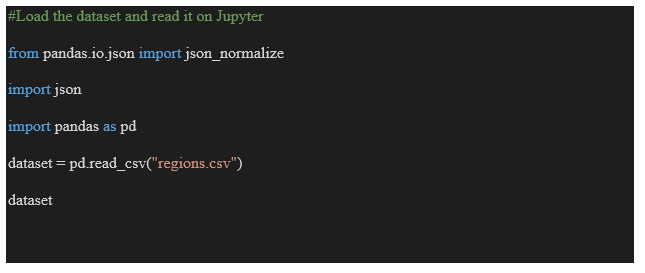 #Load the dataset and read it on Jupyter
from pandas.io.json import json_normalize
import json
import pandas as pd
dataset = pd.read_csv("regions.csv")
dataset